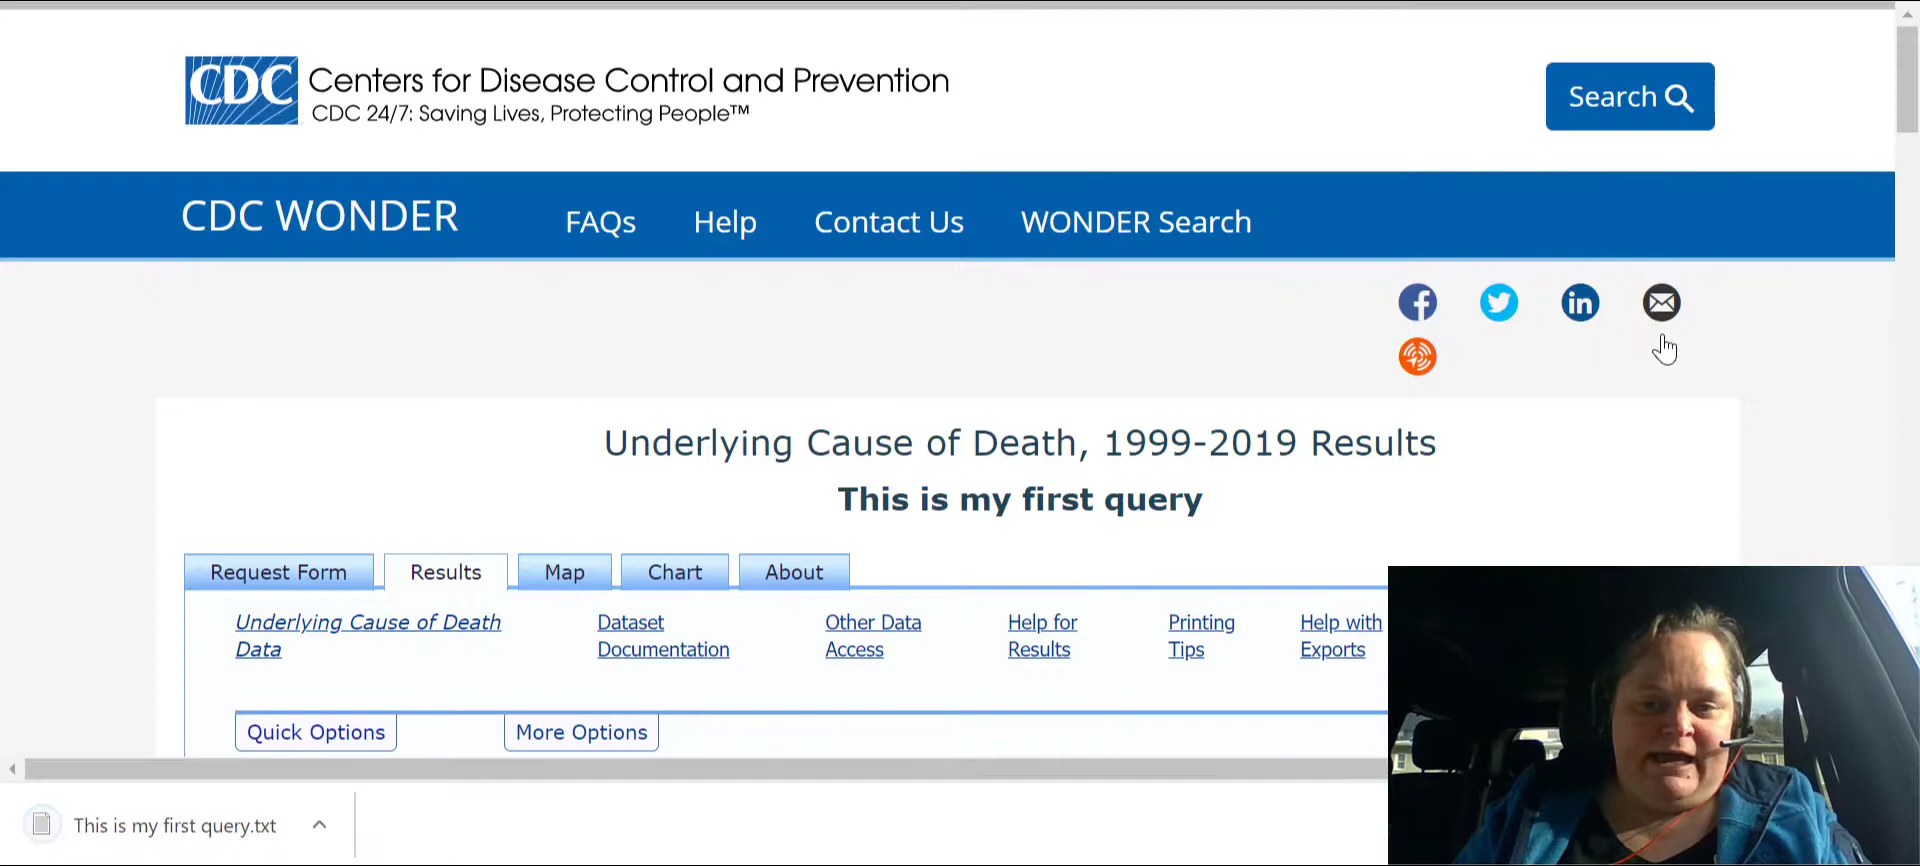 CDC Centers for Disease Control and Prevention
CDC 24/7: Saving Lives, Protecting People™
Search
CDC WONDER FAQs Help Contact Us WONDER Search
Underlying Cause of Death, 1999-2019 Results
This is my first query
Request Form Results Map Chart About
Underlying Cause of Death Data
Dataset Documentation
Other Data Access
Help for Results
Printing Tips
Help with Exports
Quick Options More Options
This is my first query.txt